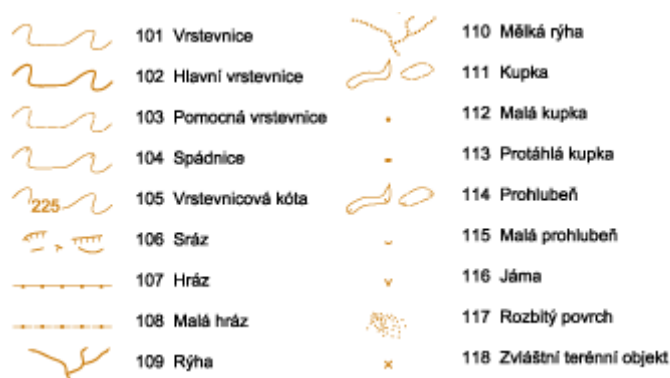 101 Vrstevnice
102 Hlavní vrstevnice
103 Pomocná vrstevnice
104 Spádnice
225
105 Vrstevnicová kóta
106 Sráz
107 Hráz
108 Malá hráz
109 Rýha
110 Mělká rýha
111 Kupka
112 Malá kupka
113 Protáhlá kupka
114 Prohlubeň
115 Malá prohlubeň
116 Jáma
117 Rozbitý povrch
118 Zvláštní terénní objekt